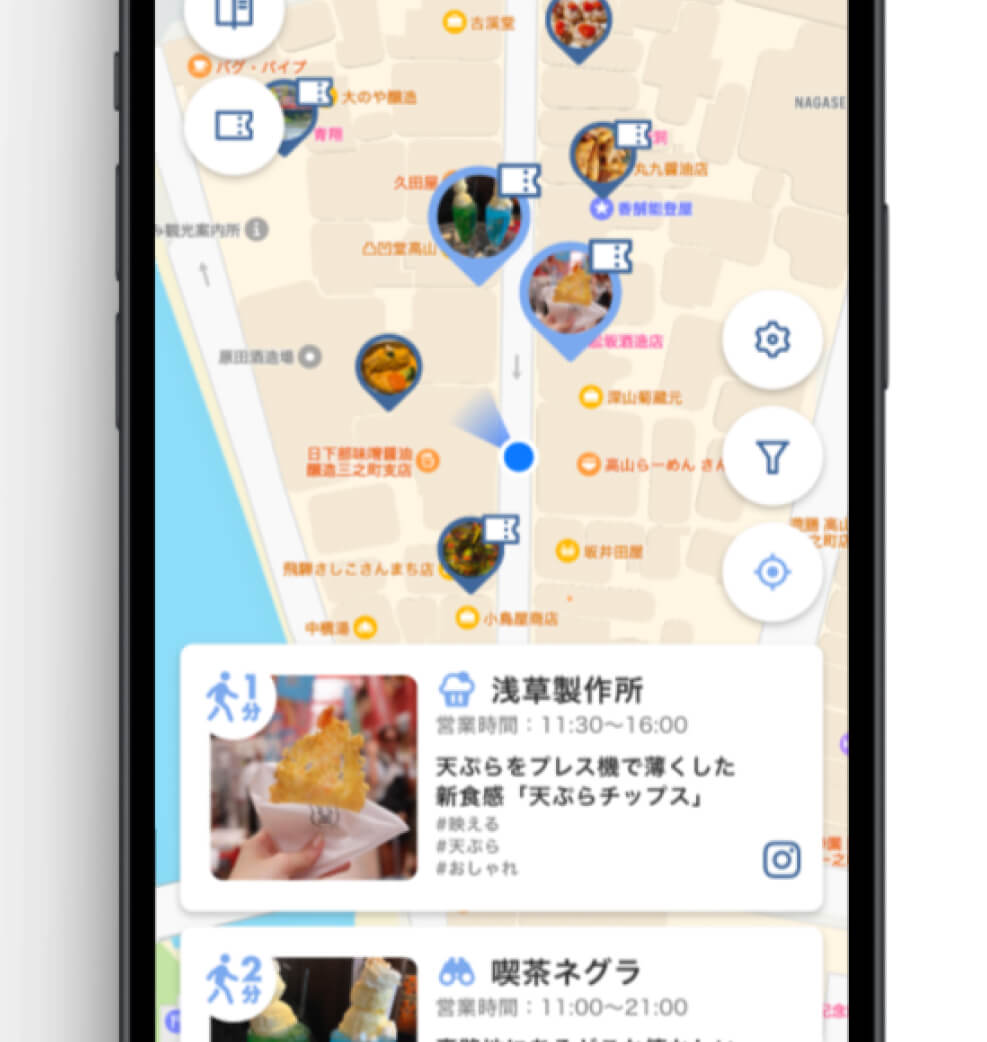 古渓堂
バグ・パイプ
大のや醸造
青翔
NAGASE
丸九醤油店
久田屋
香舗能登屋
み観光案内所
凸凹堂高山
坂酒造店
原田酒造場
深山菊蔵元
日下部味噌醤油
醸造三之町支店
高山らーめん さん
高山
之町店
坂井田屋
飛騨さしこさんまち店
小鳥屋商店
中橋湯
1分
浅草製作所
営業時間：11:30〜16:00
天ぷらをプレス機で薄くした
新食感「天ぷらチップス」
#映える
#天ぷら
#おしゃれ
2分
喫茶ネグラ
営業時間：11:00〜21:00